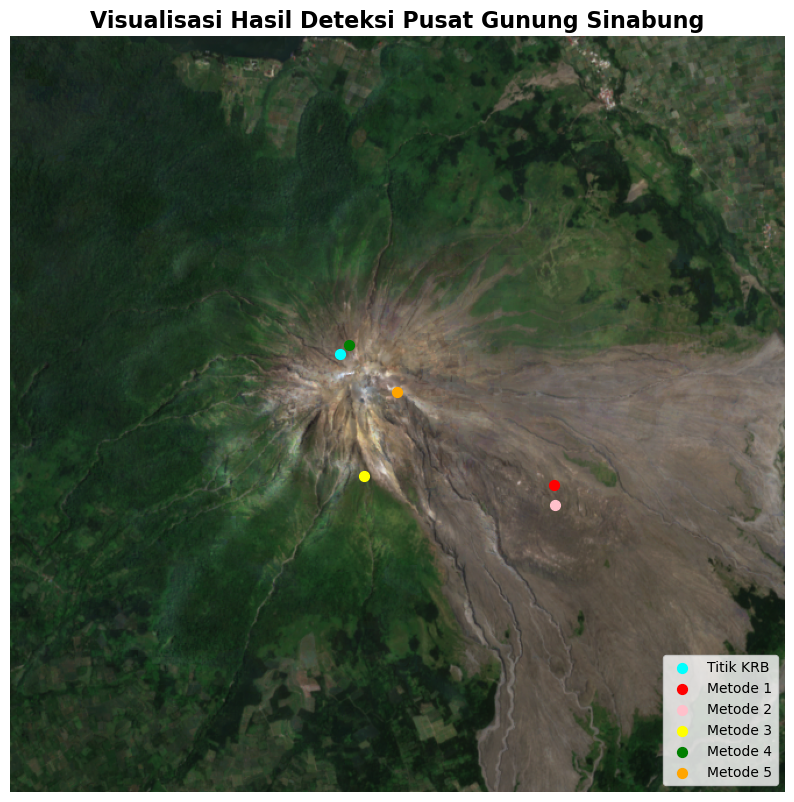 Visualisasi Hasil Deteksi Pusat Gunung Sinabung
Titik KRB
Metode 1
Metode 2
Metode 3
Metode 4
Metode 5